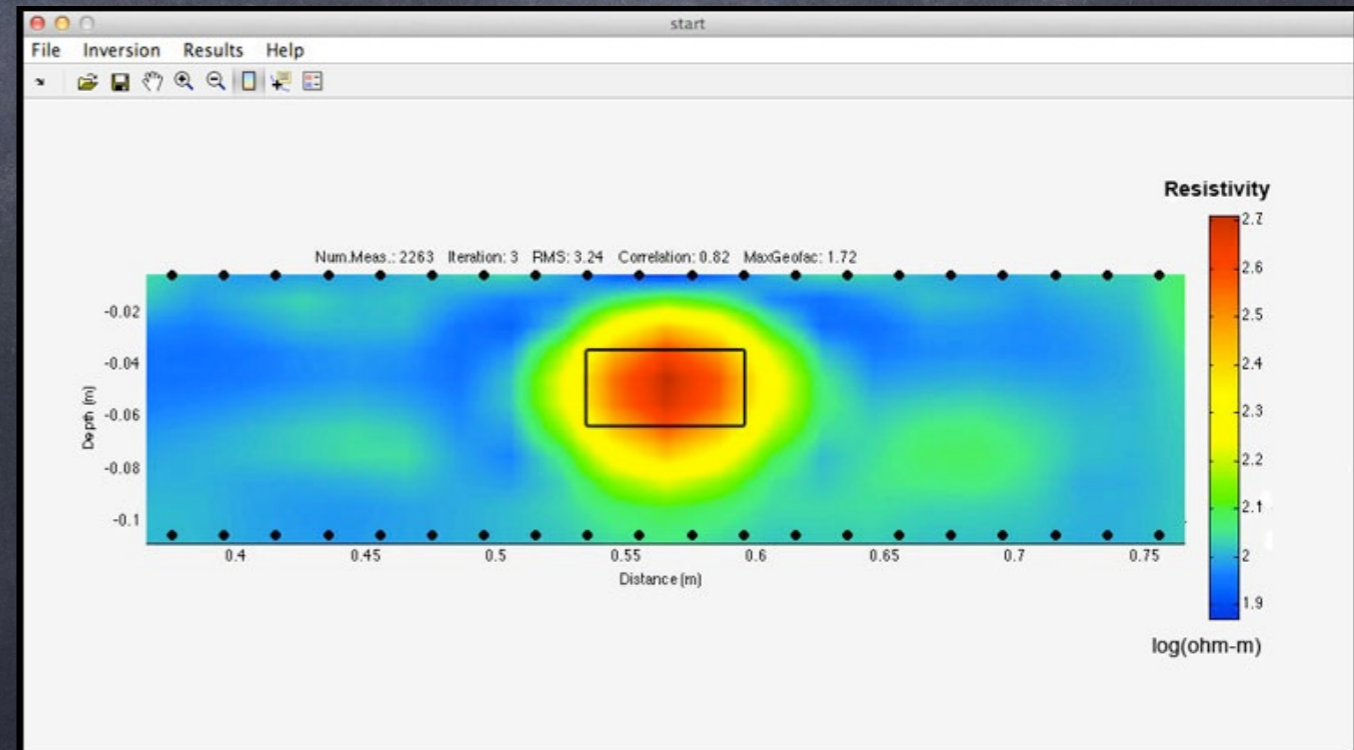 start
File Inversion Results Help
Resistivity
Num.Meas.: 2263 Iteration: 3 RMS: 3.24 Correlation: 0.82 MaxGeofac: 1.72
2.7
2.6
2.5
2.4
2.3
2.2
2.1
2
1.9
log(ohm-m)
-0.02
-0.04
-0.06
-0.08
-0.1
Depth (m)
0.4 0.45 0.5 0.55 0.6 0.65 0.7 0.75
Distance (m)